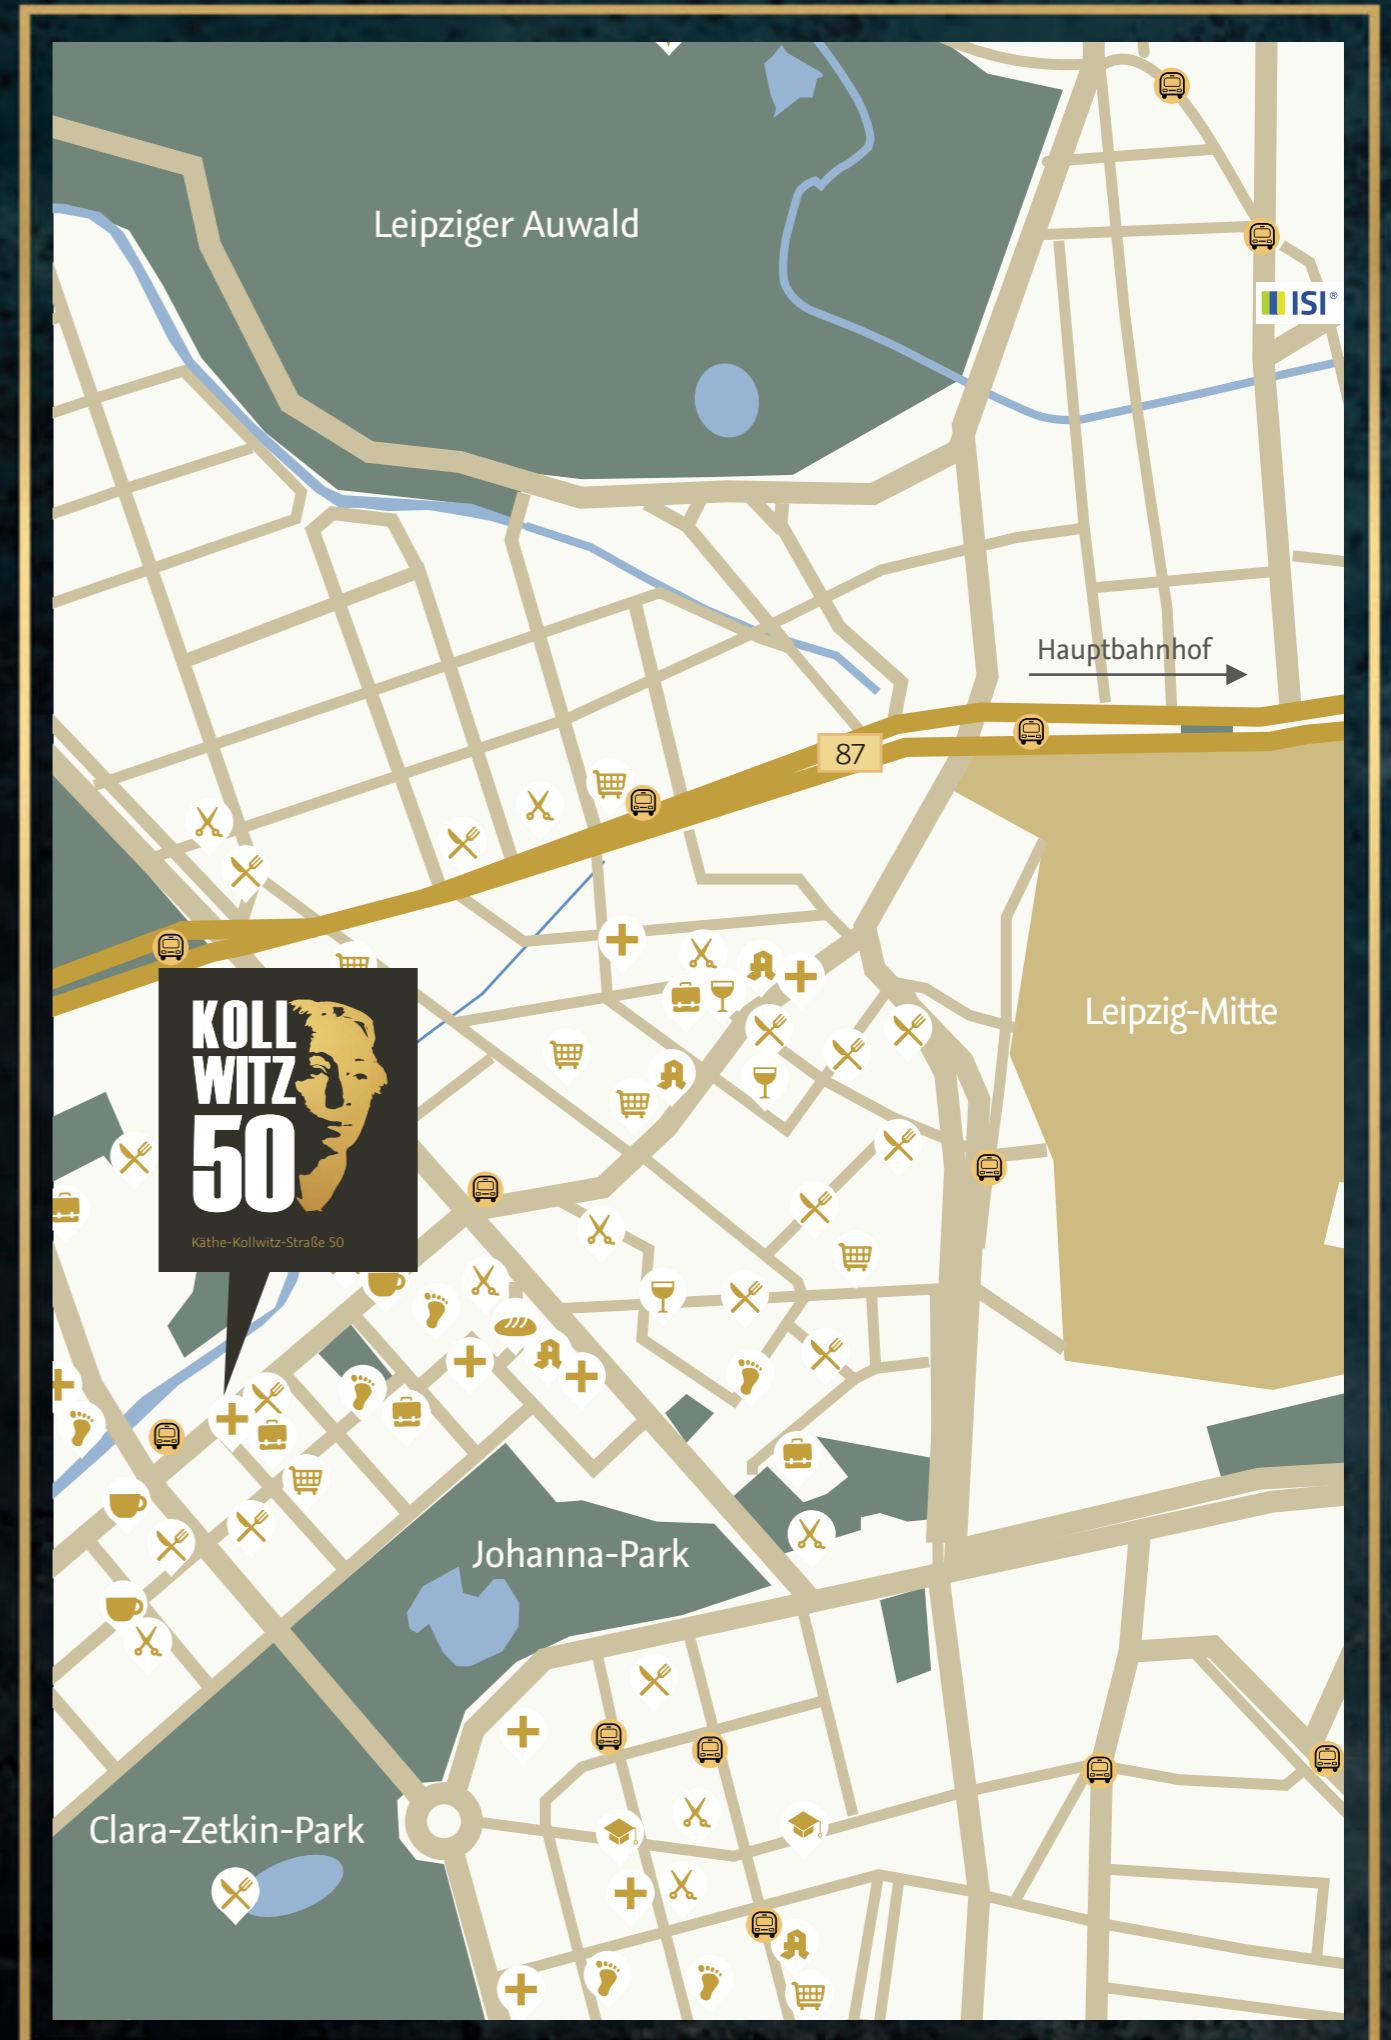 Leipziger Auwald
ISI®
Hauptbahnhof
87
Leipzig-Mitte
KOLL
WITZ
50
Käthe-Kollwitz-Straße 50
Johanna-Park
Clara-Zetkin-Park